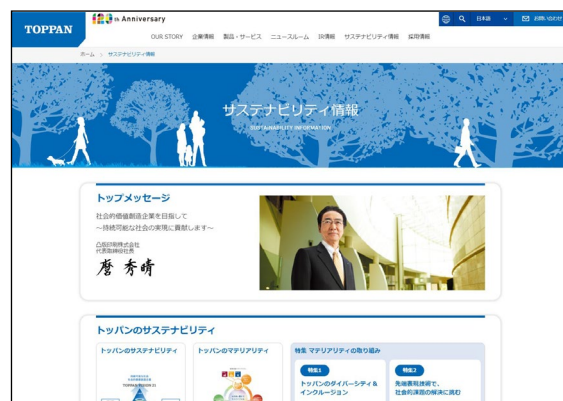 TOPPAN
120th Anniversary
日本語
お問い合わせ
OUR STORY 企業情報 製品・サービス ニュースルーム IR情報 サステナビリティ情報 採用情報
ホーム > サステナビリティ情報
サステナビリティ情報
SUSTAINABILITY INFORMATION
トップメッセージ
社会的価値創造企業を目指して
～持続可能な社会の実現に貢献します～
凸版印刷株式会社
代表取締役社長
麿 秀晴
トッパンのサステナビリティ
トッパンのサステナビリティ
トッパンのマテリアリティ
特集 マテリアリティの取り組み
特集1
トッパンのダイバーシティ＆
インクルージョン
特集2
先端表現技術で、
社会的課題の解決に挑む
TOPPAN VISION 21